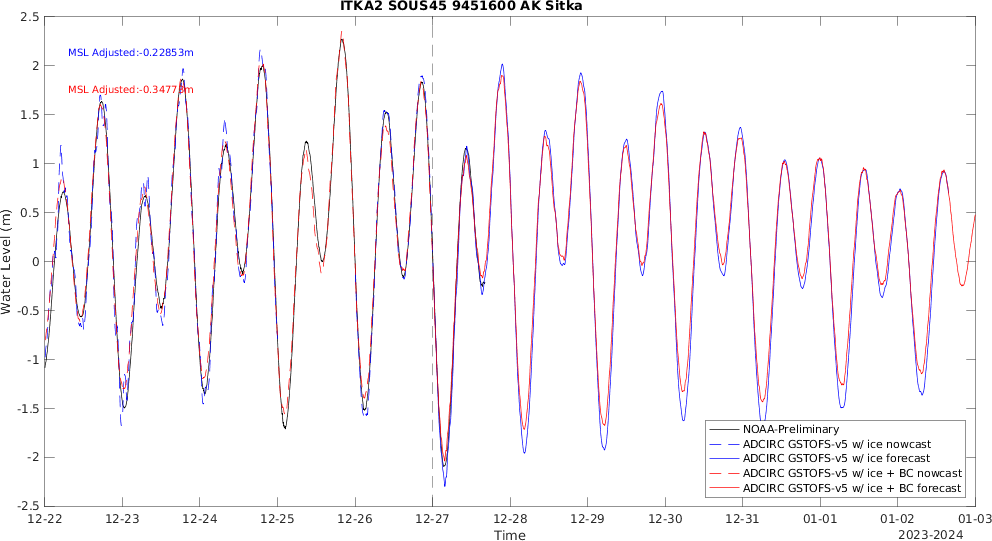 ITKA2 SOUS45 9451600 AK Sitka
2.5
2
1.5
1
0.5
0
-0.5
-1
-1.5
-2
-2.5
Water Level (m)
MSL Adjusted:-0.22853m
MSL Adjusted:-0.34773m
NOAA-Preliminary
ADCIRC GSTOFS-v5 w/ ice nowcast
ADCIRC GSTOFS-v5 w/ ice forecast
ADCIRC GSTOFS-v5 w/ice + BC nowcast
ADCIRC GSTOFS-v5 w/ice + BC forecast
12-22 12-23 12-24 12-25 12-26 12-27 12-28 12-29 12-30 12-31 01-01 01-02 01-03
Time
2023-2024